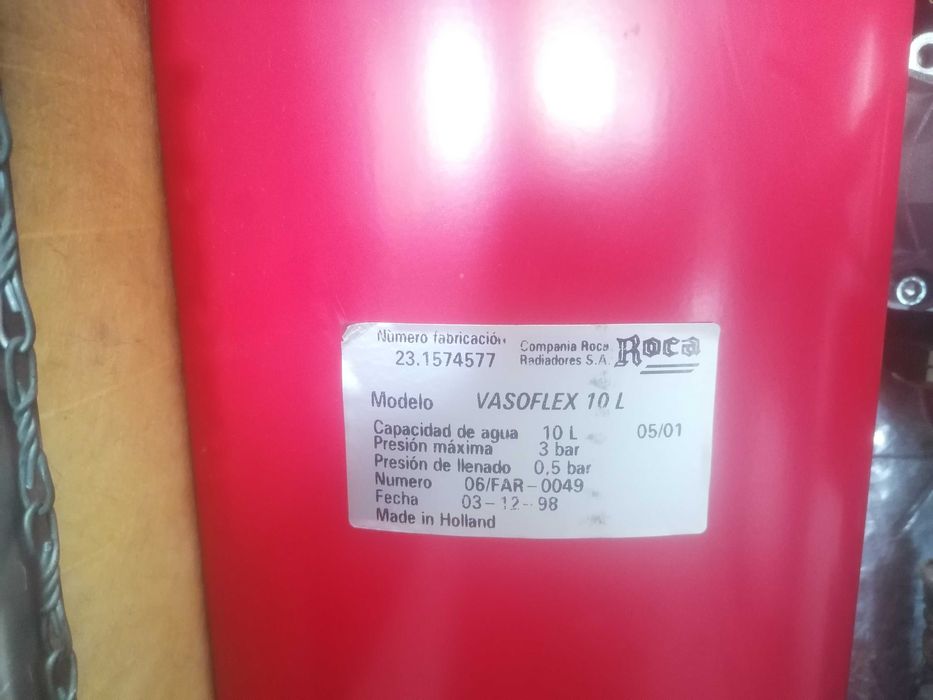 Número fabricación
23.1574577
Compania Roca
Radiadores S.A.
Roca
Modelo VASOFLEX 10 L
Capacidad de agua 10 L 05/01
Presión máxima 3 bar
Presión de llenado 0,5 bar
Numero 06/FAR-0049
Fecha 03-12-98
Made in Holland